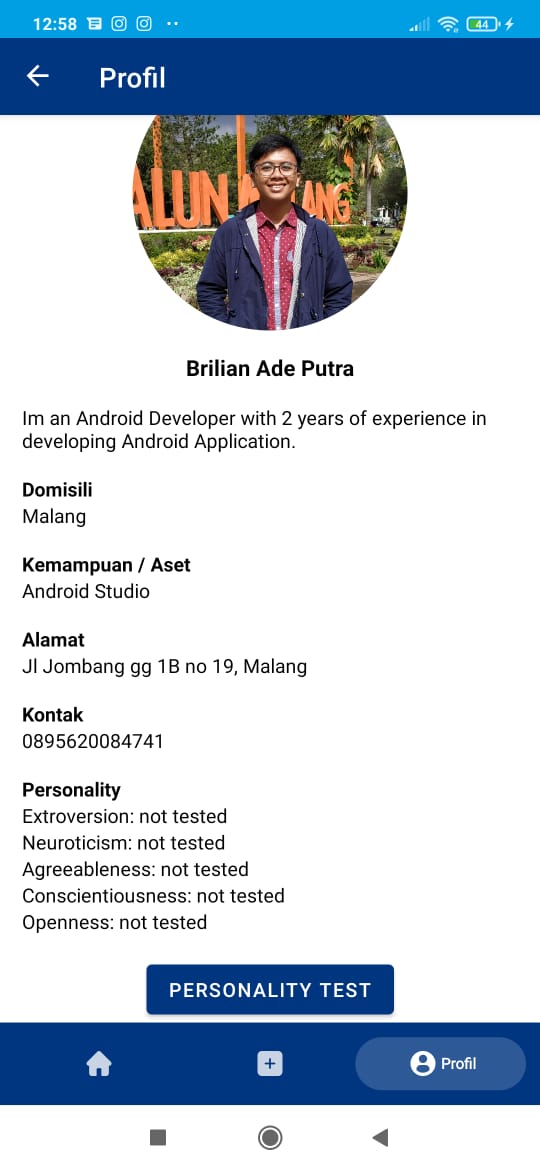 12:58
44
Profil
ALUN
ANG
Brilian Ade Putra
Im an Android Developer with 2 years of experience in
developing Android Application.
Domisili
Malang
Kemampuan / Aset
Android Studio
Alamat
Jl Jombang gg 1B no 19, Malang
Kontak
0895620084741
Personality
Extroversion: not tested
Neuroticism: not tested
Agreeableness: not tested
Conscientiousness: not tested
Openness: not tested
PERSONALITY TEST
Profil